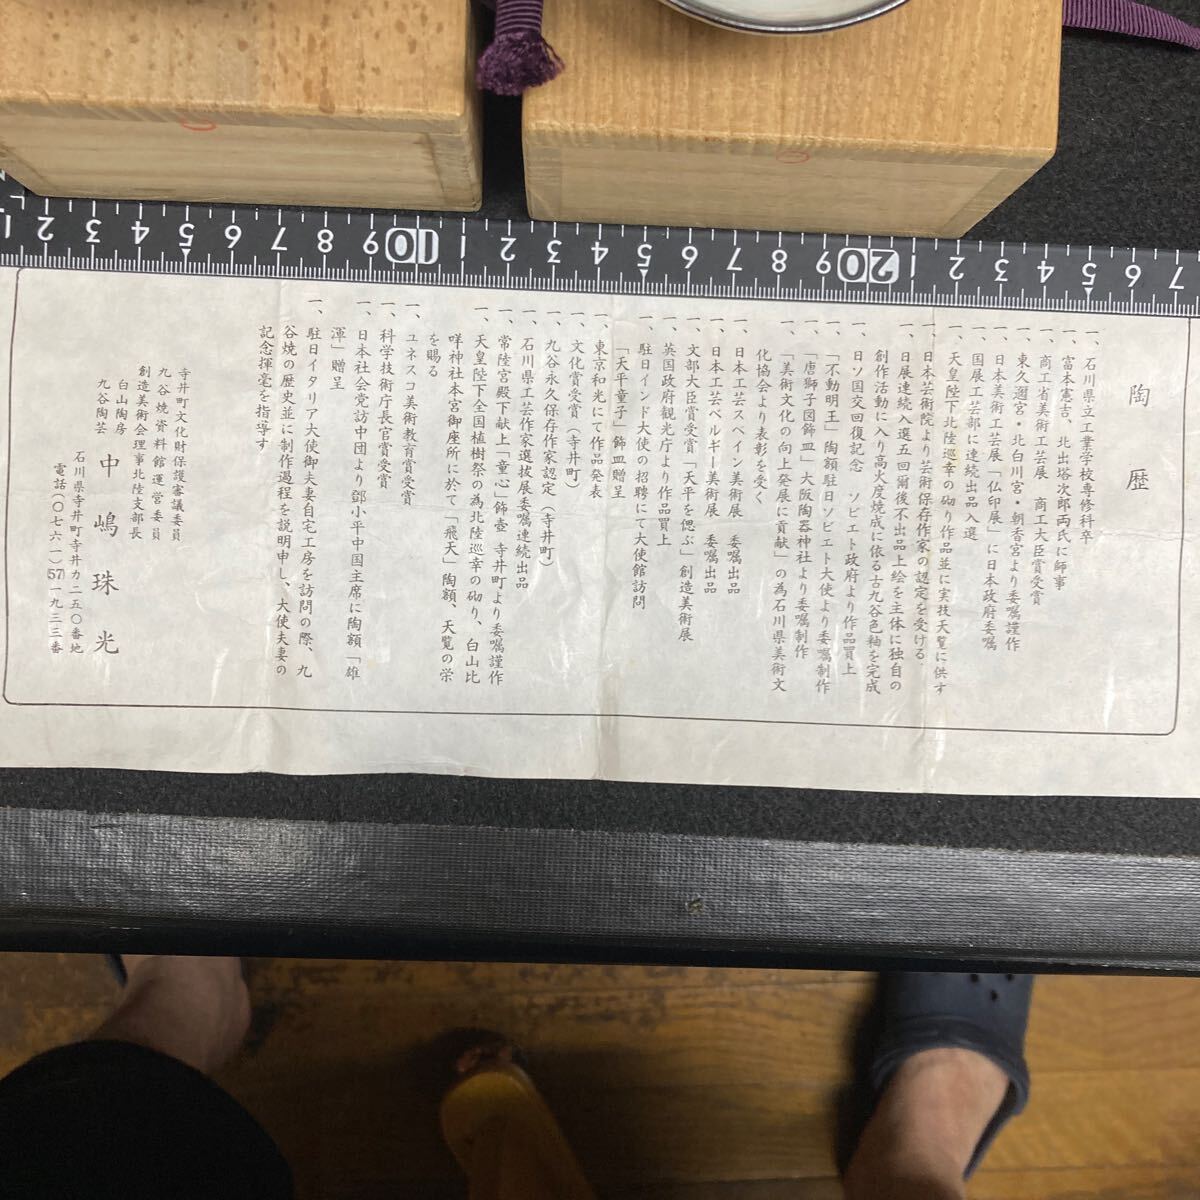 陶歴
一、石川県立工業学校専修科卒
一、富本憲吉、北出塔次郎両氏に師事
一、商工省美術工芸展 商工大臣賞受賞
一、東久邇宮・北白川宮・朝香宮より委嘱謹作
一、日本美術工芸展「仏印展」に日本政府委嘱
一、国展工芸部に連続出品入選
一、天皇陛下北陸巡幸の砌り作品並に実技天覧に供す
一、日本芸術院より芸術保存作家の認定を受ける
一、日展連続入選五回爾後不出品上絵を主体に独自の
創作活動に入り高火度焼成に依る古九谷色釉を完成
一、日ソ国交回復記念 ソビエト政府より作品買上
一、「不動明王」陶額駐日ソビエト大使より委嘱制作
一、「唐獅子図飾皿」大阪陶器神社より委嘱制作
一、「美術文化の向上発展に貢献」の為石川県美術文
化協会より表彰を受く
一、日本工芸スペイン美術展 委嘱出品
一、日本工芸ベルギー美術展 委嘱出品
一、文部大臣賞受賞「天平を偲ぶ」創造美術展
一、英国政府観光庁より作品買上
一、駐日インド大使の招聘にて大使館訪問
「天平童子」飾皿贈呈
一、東京和光にて作品発表
一、文化賞受賞（寺井町）
一、九谷永久保存作家認定（寺井町）
一、石川県工芸作家選抜展委嘱連続出品
一、常陸宮殿下献上「童心」飾壺 寺井町より委嘱謹作
一、天皇陛下全国植樹祭の為北陸巡幸の砌り、白山比
咩神社本宮御座所に於て「飛天」陶額、天覧の栄
を賜る
一、ユネスコ美術教育賞受賞
一、科学技術庁長官賞受賞
一、日本社会党訪中団より鄧小平中国主席に陶額「雄
渾」贈呈
一、駐日イタリア大使御夫妻自宅工房を訪問の際、九
谷焼の歴史並に制作過程を説明申し、大使夫妻の
記念揮毫を指導す
寺井町文化財保護審議委員
九谷焼資料館運営委員
創造美術会理事北陸支部長
白山陶房
九谷陶芸 中嶋珠光
石川県寺井町寺井カ二五〇番地
電話（〇七六一）57一九三三番
1 2 3 4 5 6 7 8 9 10 1 2 3 4 5 6 7 8 9 20 1 2 3 4 5 6 7